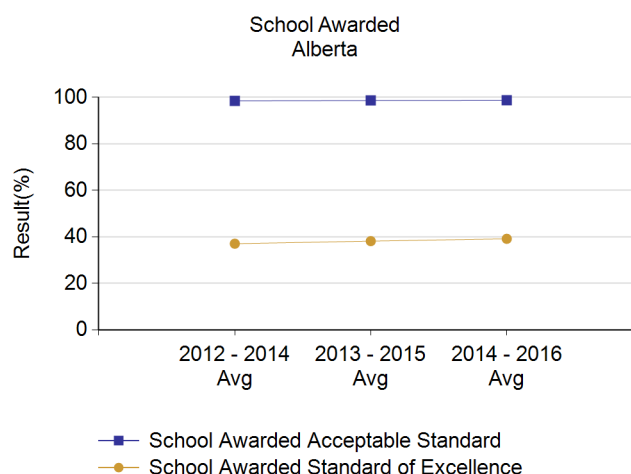 School Awarded
Alberta
Result(%)
100
80
60
40
20
0
2012 - 2014
Avg
2013 - 2015
Avg
2014 - 2016
Avg
School Awarded Acceptable Standard
School Awarded Standard of Excellence